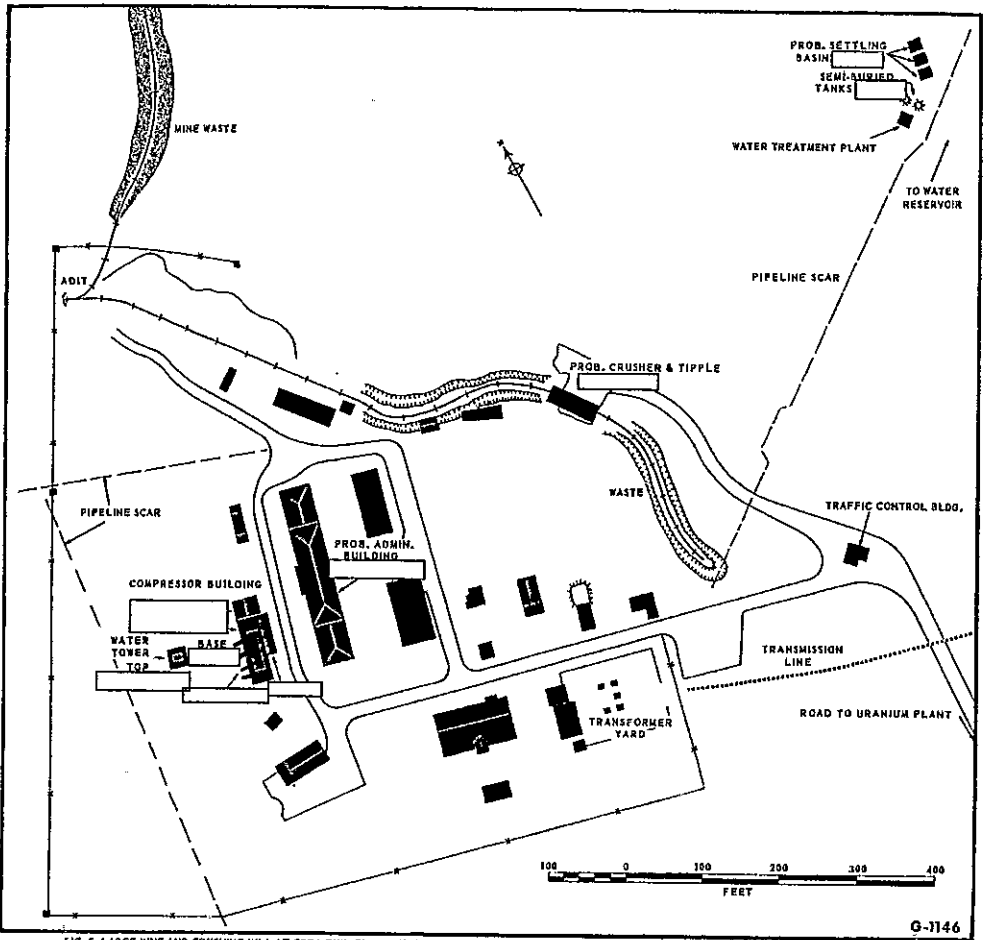 PROB. SETTLING
BASIN
SEMI-BURIED
TANKS
WATER TREATMENT PLANT
TO WATER
RESERVOIR
MINE WASTE
PIPELINE SCAR
ADIT
PROB. CRUSHER & TIPPLE
WASTE
TRAFFIC CONTROL BLDG.
PIPELINE SCAR
PROB. ADMIN.
BUILDING
COMPRESSOR BUILDING
WATER
TOWER
BASE
TOP
TRANSMISSION
LINE
ROAD TO URANIUM PLANT
TRANSFORMER
YARD
100 0 100 200 300 400
FEET
G-1146